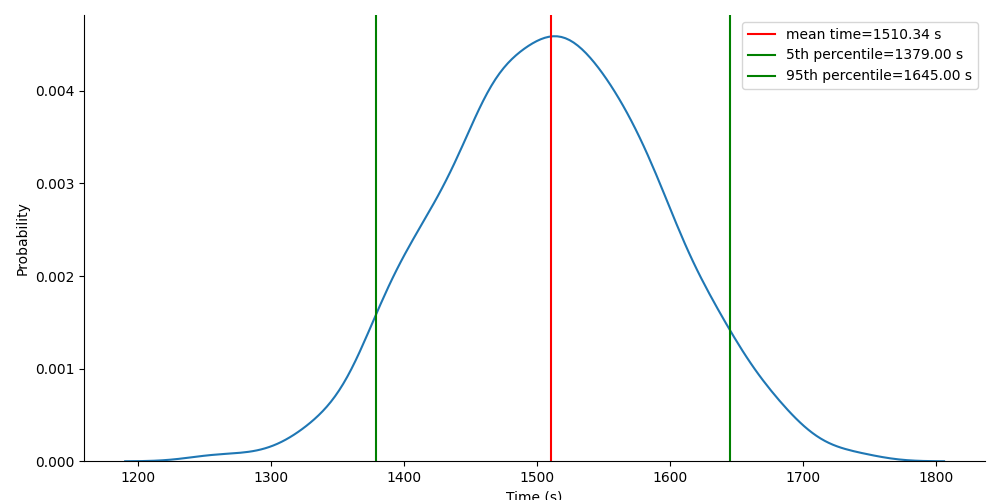 mean time=1510.34 s
5th percentile=1379.00 s
95th percentile=1645.00 s
0.004
0.003
0.002
0.001
0.000
Probability
1200 1300 1400 1500 1600 1700 1800
Time (s)